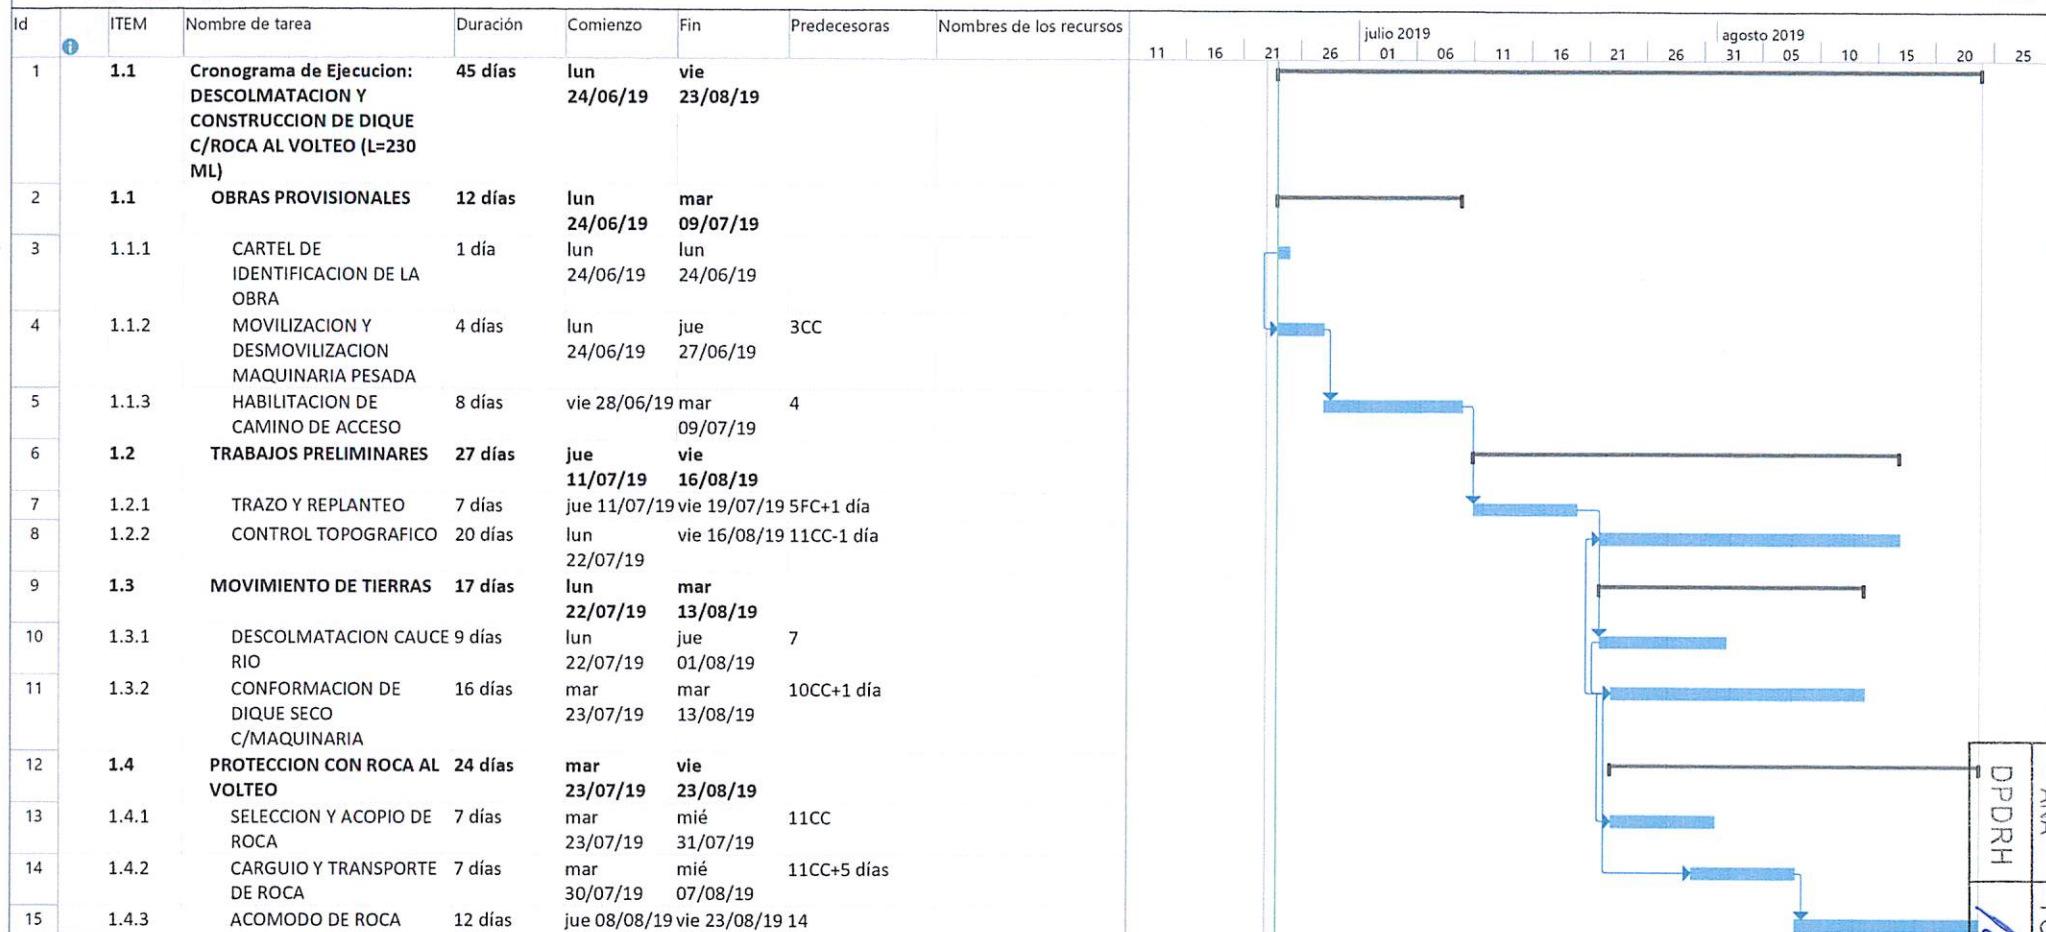 Id ITEM Nombre de tarea Duración Comienzo Fin Predecesoras Nombres de los recursos
julio 2019 agosto 2019
11 16 21 26 01 06 11 16 21 26 31 05 10 15 20 25
1 1.1 Cronograma de Ejecucion: 45 días lun vie
DESCOLMATACION Y 24/06/19 23/08/19
CONSTRUCCION DE DIQUE
C/ROCA AL VOLTEO (L=230
ML)
2 1.1 OBRAS PROVISIONALES 12 días lun mar
24/06/19 09/07/19
3 1.1.1 CARTEL DE 1 día lun lun
IDENTIFICACION DE LA 24/06/19 24/06/19
OBRA
4 1.1.2 MOVILIZACION Y 4 días lun jue 3CC
DESMOVILIZACION 24/06/19 27/06/19
MAQUINARIA PESADA
5 1.1.3 HABILITACION DE 8 días vie 28/06/19 mar 4
CAMINO DE ACCESO 09/07/19
6 1.2 TRABAJOS PRELIMINARES 27 días jue vie
11/07/19 16/08/19
7 1.2.1 TRAZO Y REPLANTEO 7 días jue 11/07/19 vie 19/07/19 5FC+1 día
8 1.2.2 CONTROL TOPOGRAFICO 20 días lun vie 16/08/19 11CC-1 día
22/07/19
9 1.3 MOVIMIENTO DE TIERRAS 17 días lun mar
22/07/19 13/08/19
10 1.3.1 DESCOLMATACION CAUCE 9 días lun jue 7
RIO 22/07/19 01/08/19
11 1.3.2 CONFORMACION DE 16 días mar mar 10CC+1 día
DIQUE SECO 23/07/19 13/08/19
C/MAQUINARIA
12 1.4 PROTECCION CON ROCA AL 24 días mar vie
VOLTEO 23/07/19 23/08/19
13 1.4.1 SELECCION Y ACOPIO DE 7 días mar mié 11CC
ROCA 23/07/19 31/07/19
14 1.4.2 CARGUIO Y TRANSPORTE 7 días mar mié 11CC+5 días
DE ROCA 30/07/19 07/08/19
15 1.4.3 ACOMODO DE ROCA 12 días jue 08/08/19 vie 23/08/19 14
DPDRH